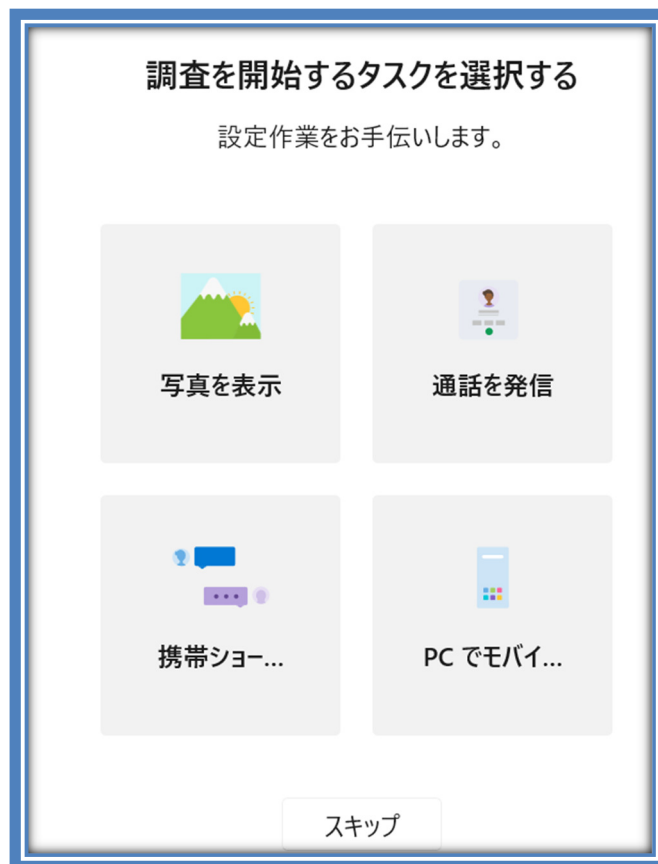 調査を開始するタスクを選択する
設定作業をお手伝いします。
写真を表示
通話を発信
携帯ショー...
PC でモバイ...
スキップ